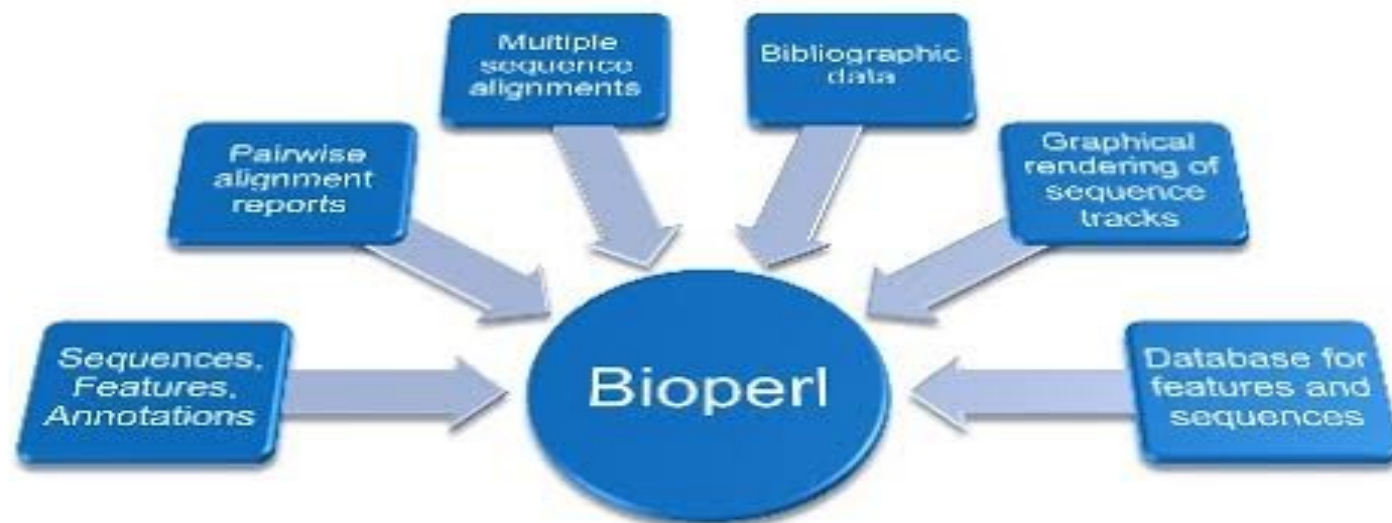 Multiple
sequence
alignments
Bibliographic
data
Pairwise
alignment
reports
Graphical
rendering of
sequence
tracks
Sequences,
Features,
Annotations
Bioperl
Database for
features and
sequences